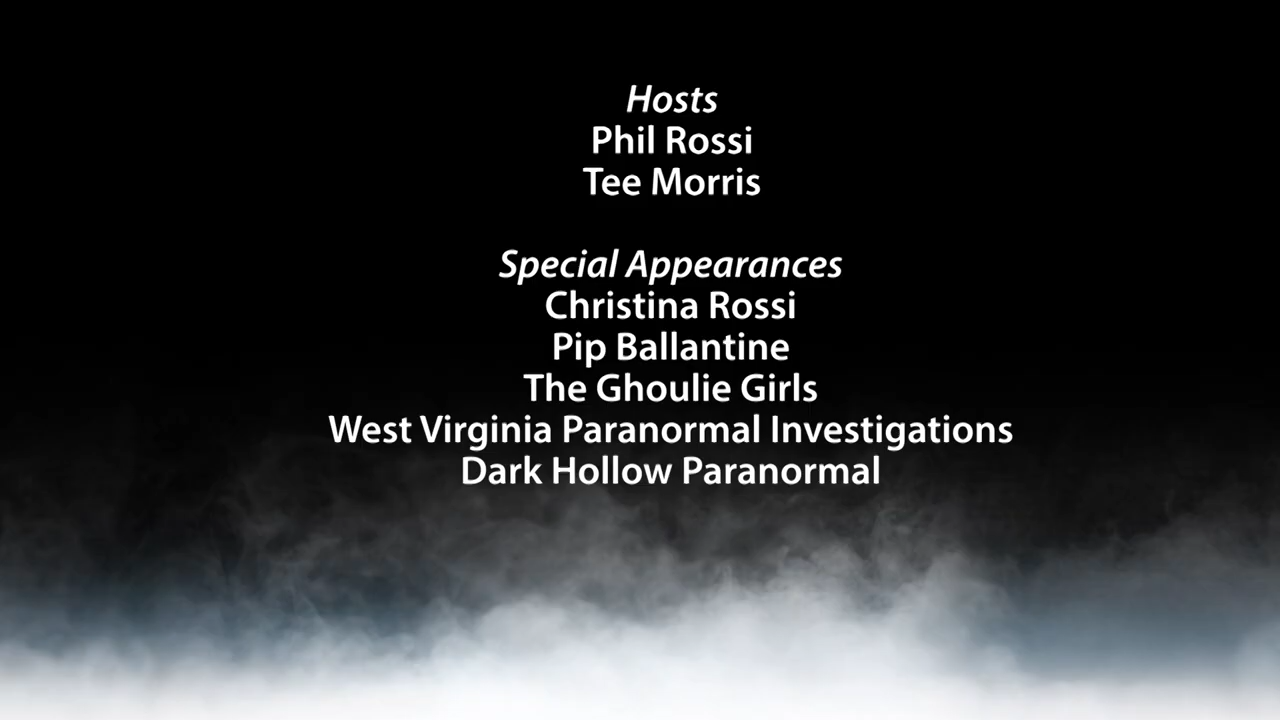 Hosts
Phil Rossi
Tee Morris
Special Appearances
Christina Rossi
Pip Ballantine
The Ghoulie Girls
West Virginia Paranormal Investigations
Dark Hollow Paranormal